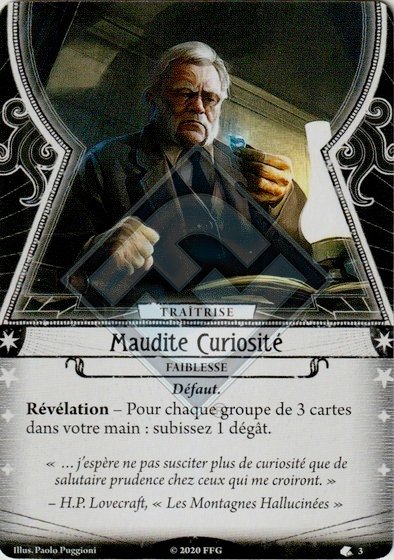 TRAÎTRISE
Maudite Curiosité
FAIBLESSE
Défaut.
Révélation – Pour chaque groupe de 3 cartes
dans votre main : subissez 1 dégât.
« …j'espère ne pas susciter plus de curiosité que de
salutaire prudence chez ceux qui me croiront. »
– H.P. Lovecraft, « Les Montagnes Hallucinées »
Illus. Paolo Puggioni © 2020 FFG 3